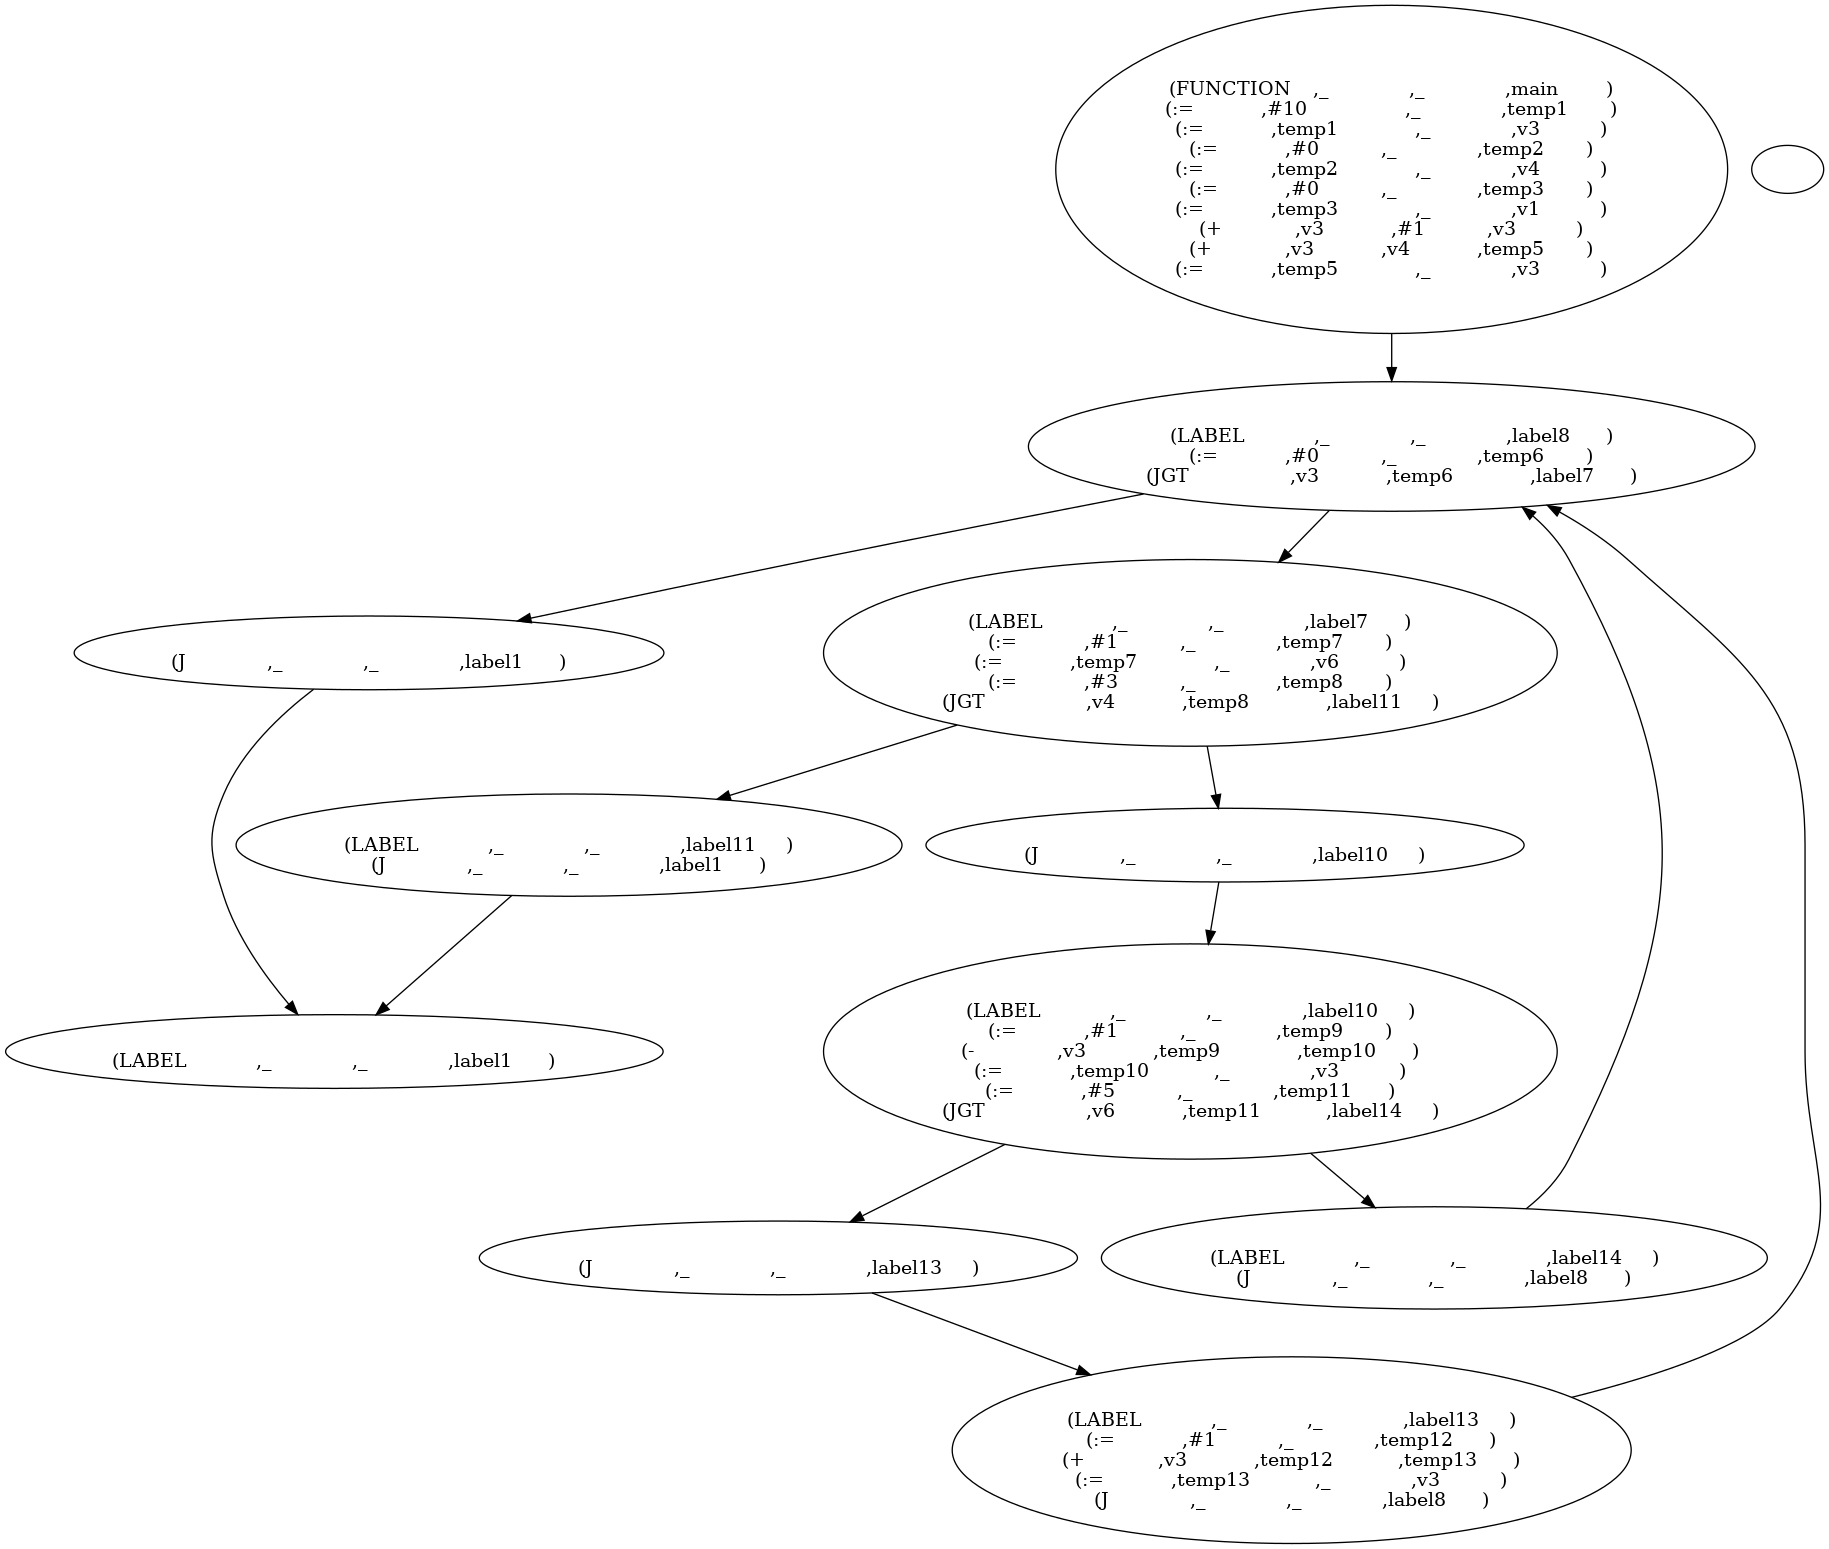 (FUNCTION ,_ ,_ ,main )
(:= ,#10 ,_ ,temp1 )
(:= ,temp1 ,_ ,v3 )
(:= ,#0 ,_ ,temp2 )
(:= ,temp2 ,_ ,v4 )
(:= ,#0 ,_ ,temp3 )
(:= ,temp3 ,_ ,v1 )
(+ ,v3 ,#1 ,v3 )
(+ ,v3 ,v4 ,temp5 )
(:= ,temp5 ,_ ,v3 )
(LABEL ,_ ,_ ,label8 )
(:= ,#0 ,_ ,temp6 )
(JGT ,v3 ,temp6 ,label7 )
(J ,_ ,_ ,label1 )
(LABEL ,_ ,_ ,label7 )
(:= ,#1 ,_ ,temp7 )
(:= ,temp7 ,_ ,v6 )
(:= ,#3 ,_ ,temp8 )
(JGT ,v4 ,temp8 ,label11 )
(LABEL ,_ ,_ ,label11 )
(J ,_ ,_ ,label1 )
(J ,_ ,_ ,label10 )
(LABEL ,_ ,_ ,label1 )
(LABEL ,_ ,_ ,label10 )
(:= ,#1 ,_ ,temp9 )
(- ,v3 ,temp9 ,temp10 )
(:= ,temp10 ,_ ,v3 )
(:= ,#5 ,_ ,temp11 )
(JGT ,v6 ,temp11 ,label14 )
(J ,_ ,_ ,label13 )
(LABEL ,_ ,_ ,label14 )
(J ,_ ,_ ,label8 )
(LABEL ,_ ,_ ,label13 )
(:= ,#1 ,_ ,temp12 )
(+ ,v3 ,temp12 ,temp13 )
(:= ,temp13 ,_ ,v3 )
(J ,_ ,_ ,label8 )